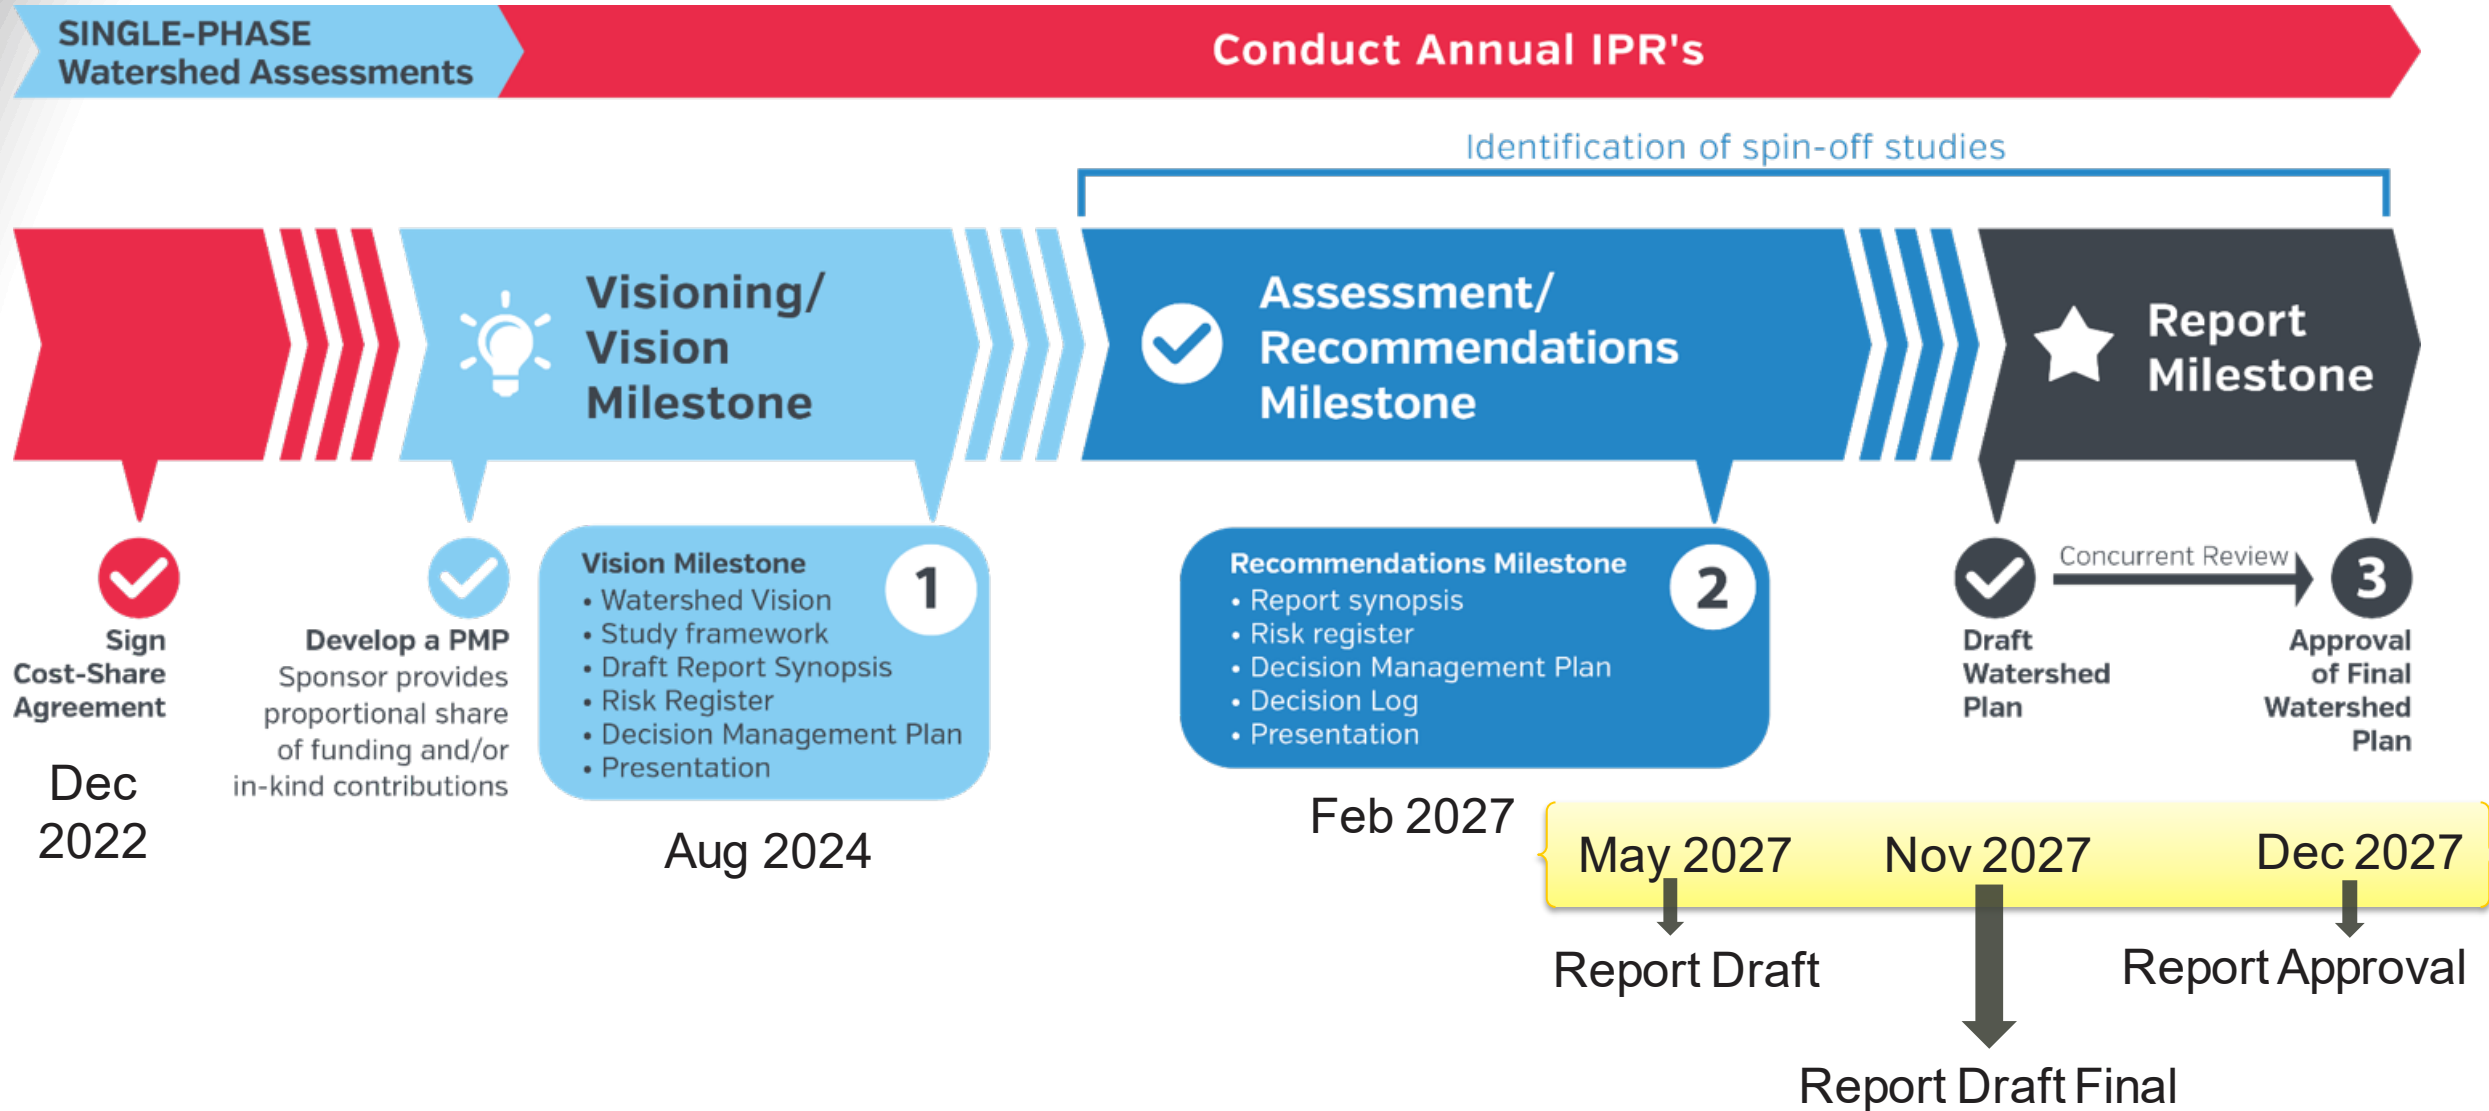 SINGLE-PHASE
Watershed Assessments
Conduct Annual IPR's
Identification of spin-off studies
Visioning/
Vision
Milestone
Assessment/
Recommendations
Milestone
Report
Milestone
Sign
Cost-Share
Agreement
Dec
2022
Develop a PMP
Sponsor provides
proportional share
of funding and/or
in-kind contributions
Vision Milestone
1
• Watershed Vision
• Study framework
• Draft Report Synopsis
• Risk Register
• Decision Management Plan
• Presentation
Aug 2024
Recommendations Milestone
2
• Report synopsis
• Risk register
• Decision Management Plan
• Decision Log
• Presentation
Feb 2027
Draft
Watershed
Plan
Concurrent Review
3
Approval
of Final
Watershed
Plan
May 2027
Nov 2027
Dec 2027
Report Draft
Report Approval
Report Draft Final